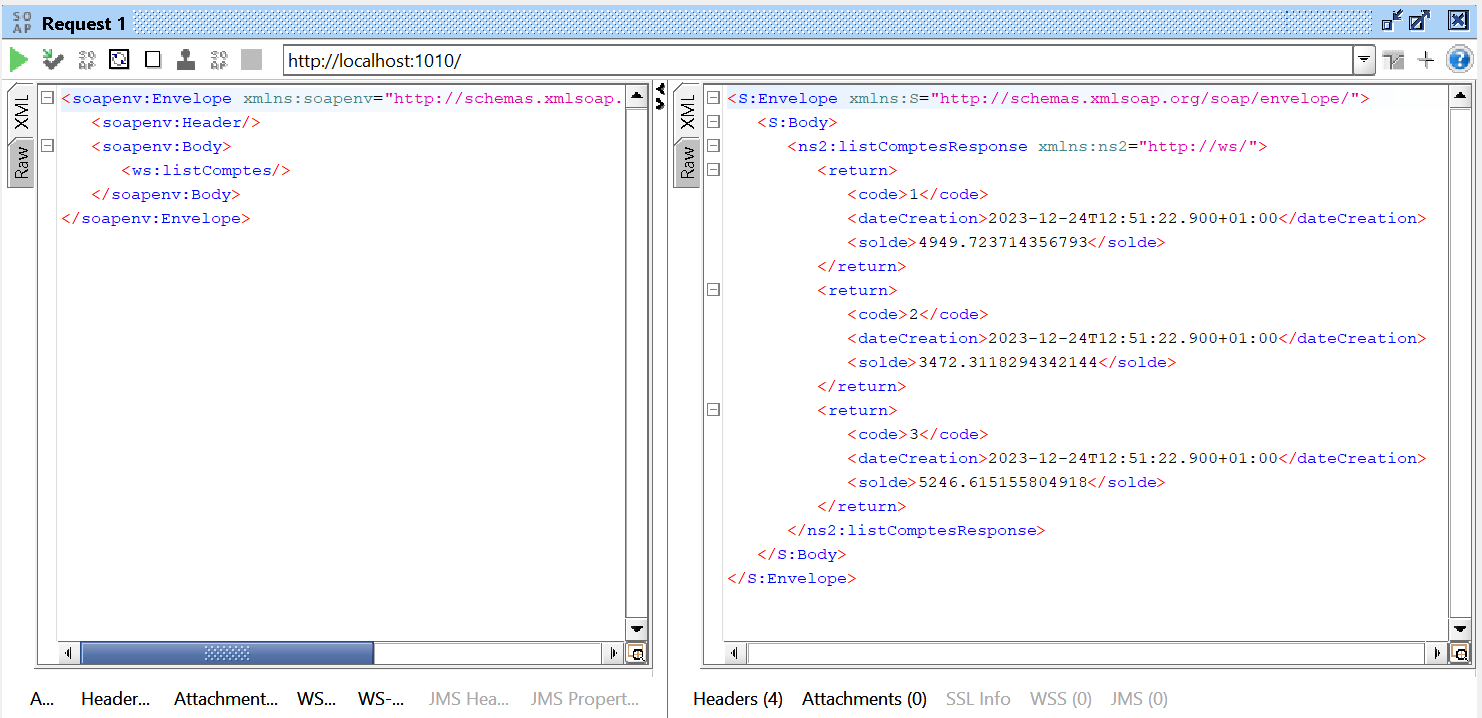 SO
AP
Request 1
SO
AP
SO
AP
http://localhost:1010/
XML
Raw
<soapenv:Envelope xmlns:soapenv="http://schemas.xmlsoap.
<soapenv:Header/>
<soapenv:Body>
<ws:listComptes/>
</soapenv:Body>
</soapenv:Envelope>
XML
Raw
<S:Envelope xmlns:S="http://schemas.xmlsoap.org/soap/envelope/">
<S:Body>
<ns2:listComptesResponse xmlns:ns2="http://ws/">
<return>
<code>1</code>
<dateCreation>2023-12-24T12:51:22.900+01:00</dateCreation>
<solde>4949.723714356793</solde>
</return>
<return>
<code>2</code>
<dateCreation>2023-12-24T12:51:22.900+01:00</dateCreation>
<solde>3472.3118294342144</solde>
</return>
<return>
<code>3</code>
<dateCreation>2023-12-24T12:51:22.900+01:00</dateCreation>
<solde>5246.615155804918</solde>
</return>
</ns2:listComptesResponse>
</S:Body>
</S:Envelope>
A... Header... Attachment... WS... WS-... JMS Hea... JMS Propert...
Headers (4) Attachments (0) SSL Info WSS (0) JMS (0)